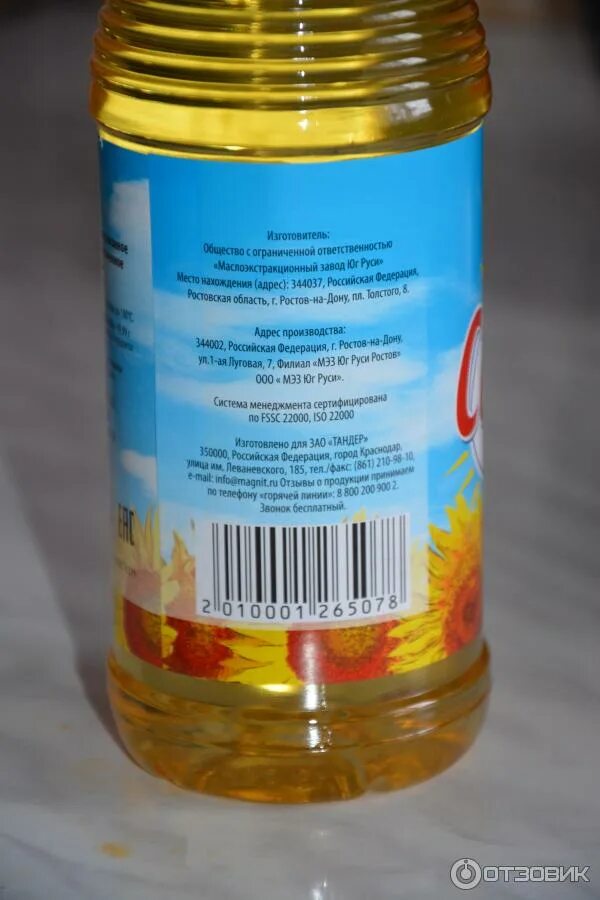 Изготовитель:
Общество с ограниченной ответственностью
«Маслоэкстракционный завод Юг Руси»
Место нахождения (адрес): 344037, Российская Федерация,
Ростовская область, г. Ростов-на-Дону, пл. Толстого, 8.
Адрес производства:
344002, Российская Федерация, г. Ростов-на-Дону,
ул.1-ая Луговая, 7, Филиал «МЭЗ Юг Руси Ростов»
ООО « МЭЗ Юг Руси».
Система менеджмента сертифицирована
по FSSC 22000, ISO 22000
Изготовлено для ЗАО «ТАНДЕР»
350000, Российская Федерация, город Краснодар,
улица им. Леваневского, 185, тел./факс: (861) 210-98-10,
e-mail: info@magnit.ru Отзывы о продукции принимаем
по телефону «горячей линии»: 8 800 200 900 2.
Звонок бесплатный.
2 010001 265078
EAC
ОТЗОВИК